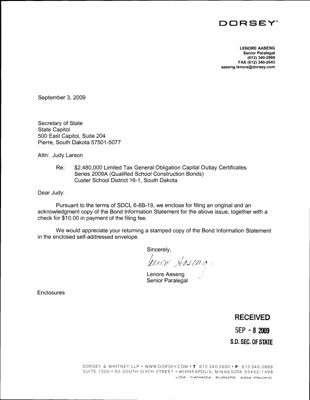 DORSEY
LENORE AASENG
Senior Paralegal
(612) 340-2869
FAX (612) 340-2643
aaseng.lenore@dorsey.com
September 3, 2009
Secretary of State
State Capitol
500 East Capitol, Suite 204
Pierre, South Dakota 57501-5077
Attn: Judy Larson
Re: $2,480,000 Limited Tax General Obligation Capital Outlay Certificates
Series 2009A (Qualified School Construction Bonds)
Custer School District 16-1, South Dakota
Dear Judy:
Pursuant to the terms of SDCL 6-8B-19, we enclose for filing an original and an
acknowledgment copy of the Bond Information Statement for the above issue, together with a
check for $10.00 in payment of the filing fee.
We would appreciate your returning a stamped copy of the Bond Information Statement
in the enclosed self-addressed envelope.
Sincerely,
Lenore Aaseng
Lenore Aaseng
Senior Paralegal
Enclosures
RECEIVED
SEP - 8 2009
S.D. SEC. OF STATE
DORSEY & WHITNEY LLP • WWW.DORSEY.COM • T 612.340.2600 • F 612.340.2868
SUITE 1500 • 50 SOUTH SIXTH STREET • MINNEAPOLIS, MINNESOTA 55402-1498
USA CANADA EUROPE ASIA-PACIFIC